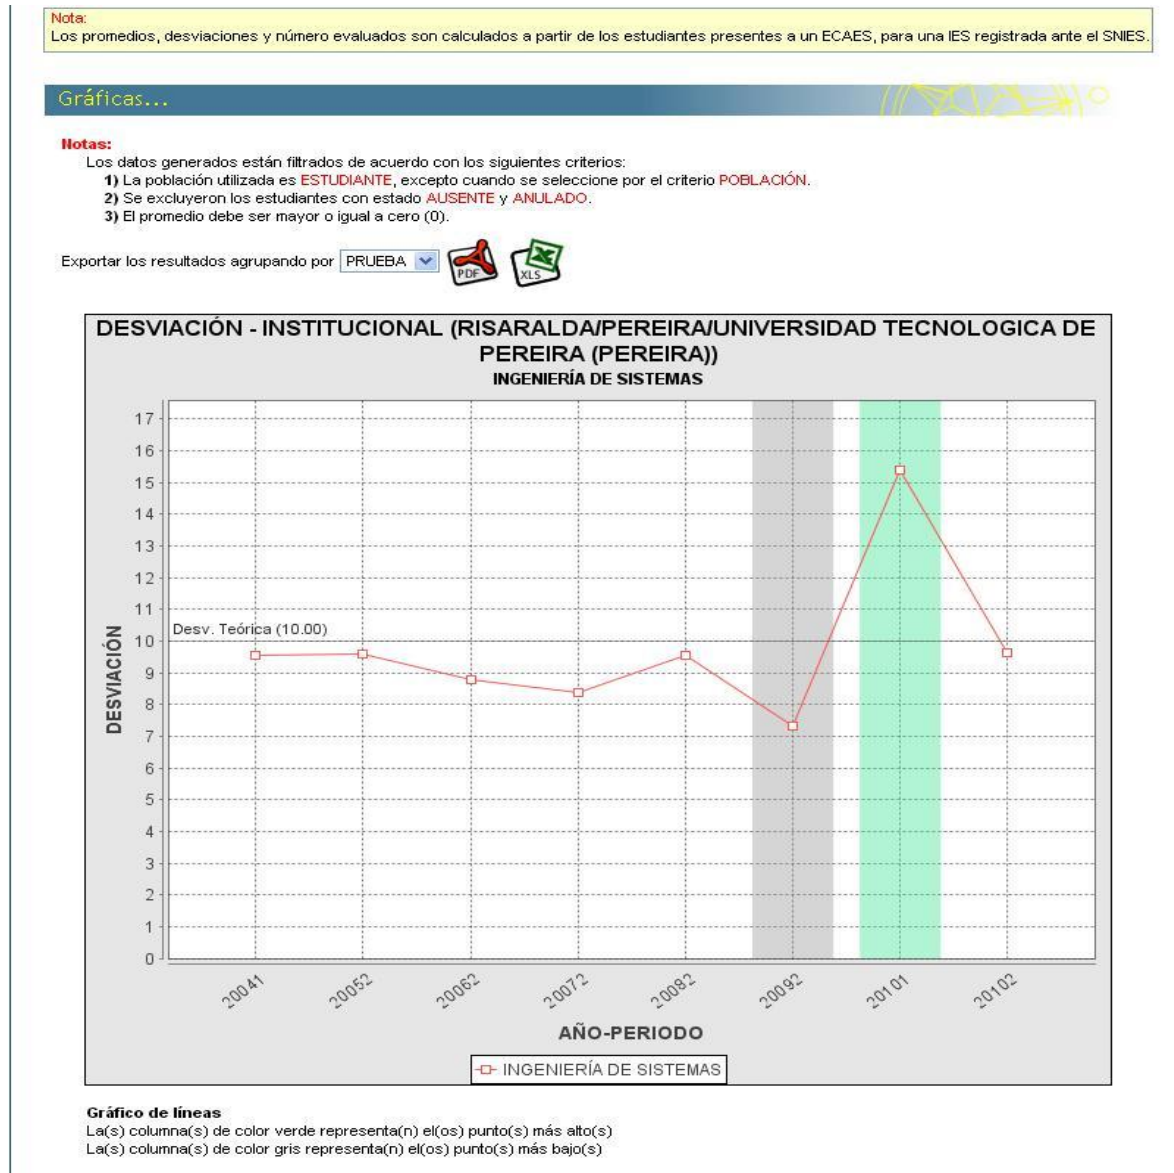 Nota:
Los promedios, desviaciones y número evaluados son calculados a partir de los estudiantes presentes a un ECAES, para una IES registrada ante el SNIES.
Gráficas...
Notas:
Los datos generados están filtrados de acuerdo con los siguientes criterios:
1) La población utilizada es ESTUDIANTE, excepto cuando se seleccione por el criterio POBLACIÓN.
2) Se excluyeron los estudiantes con estado AUSENTE y ANULADO.
3) El promedio debe ser mayor o igual a cero (0).
Exportar los resultados agrupando por PRUEBA PDF XLS
DESVIACIÓN - INSTITUCIONAL (RISARALDA/PEREIRA/UNIVERSIDAD TECNOLOGICA DE
PEREIRA (PEREIRA))
INGENIERÍA DE SISTEMAS
17
16
15
14
13
12
11
Desv. Teórica (10.00)
10
9
8
7
6
5
4
3
2
1
0
DESVIACIÓN
20041 20052 20062 20072 20082 20092 20101 20102
AÑO-PERIODO
INGENIERÍA DE SISTEMAS
Gráfico de líneas
La(s) columna(s) de color verde representa(n) el(os) punto(s) más alto(s)
La(s) columna(s) de color gris representa(n) el(os) punto(s) más bajo(s)